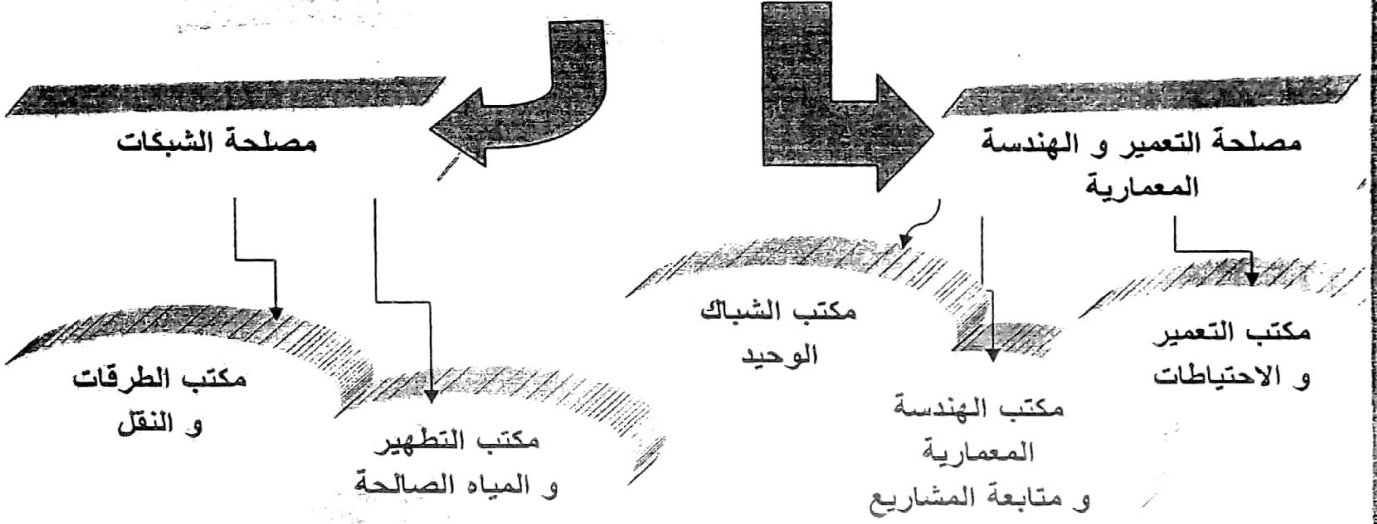 مصلحة التعمير و الهندسة
المعمارية
مصلحة الشبكات
مكتب التعمير
و الاحتياطات
مكتب الشباك
الوحيد
مكتب الهندسة
المعمارية
و متابعة المشاريع
مكتب الطرقات
و النقل
مكتب التطهير
و المياه الصالحة